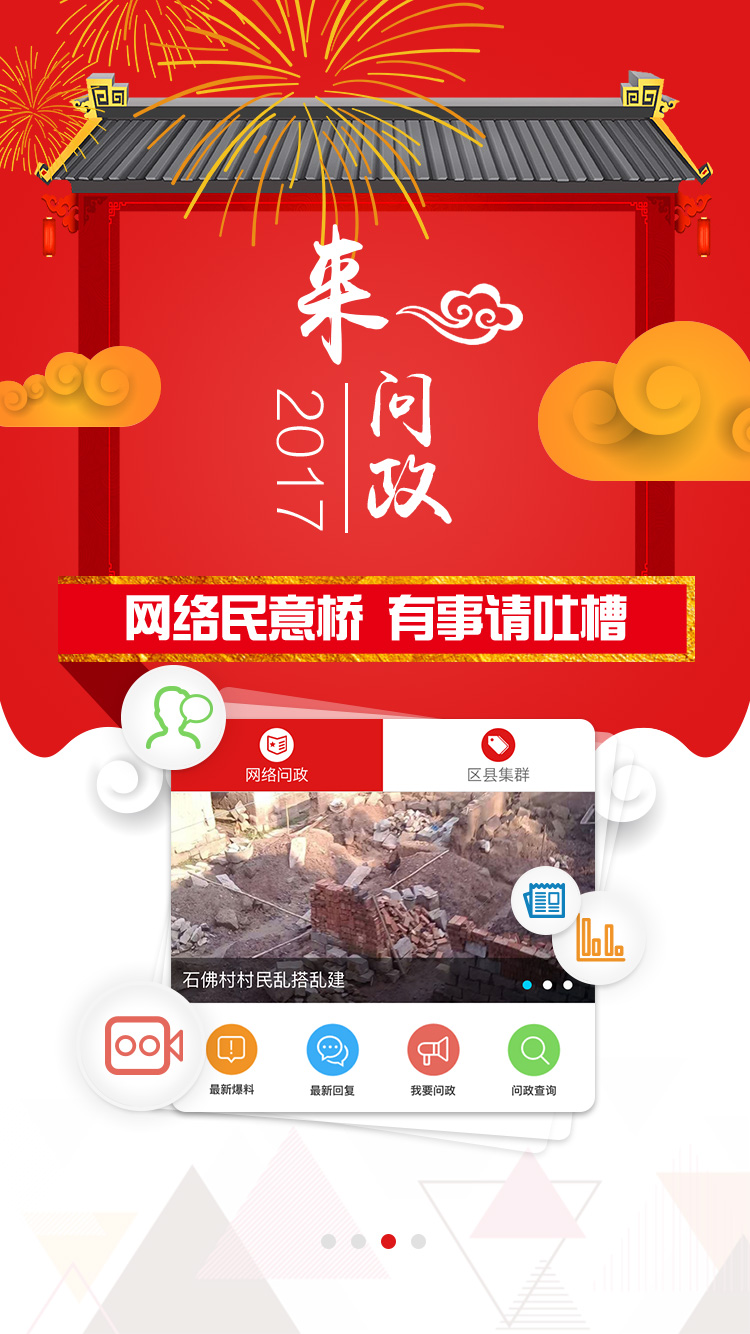 来
问政
2017
网络民意桥 有事请吐槽
网络问政
区县集群
石佛村村民乱搭乱建
最新爆料
最新回复
我要问政
问政查询